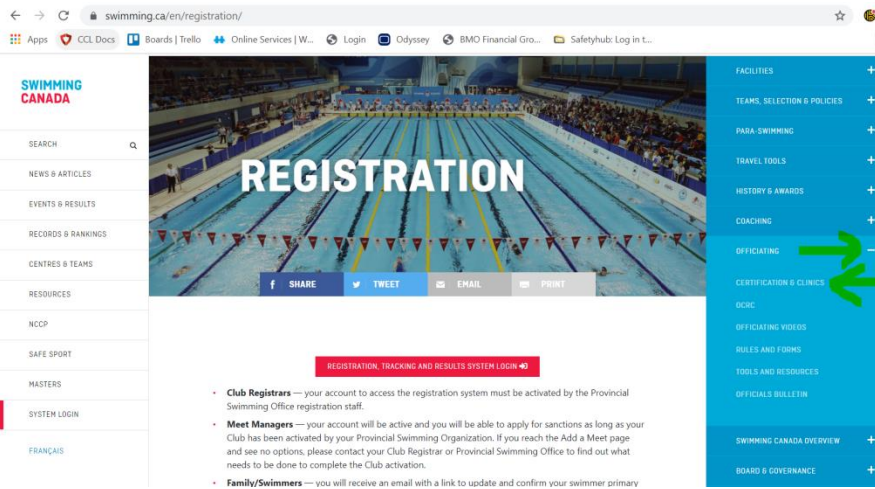 swimming.ca/en/registration/
Apps CCL Docs Boards | Trello Online Services | W... Login Odyssey BMO Financial Gro... Safetyhub: Log in t...
SWIMMING
CANADA
SEARCH
NEWS & ARTICLES
EVENTS & RESULTS
RECORDS & RANKINGS
CENTRES & TEAMS
RESOURCES
NCCP
SAFE SPORT
MASTERS
SYSTEM LOGIN
FRANÇAIS
REGISTRATION
f SHARE TWEET EMAIL PRINT
REGISTRATION, TRACKING AND RESULTS SYSTEM LOGIN
• Club Registrars — your account to access the registration system must be activated by the Provincial
Swimming Office registration staff.
• Meet Managers — your account will be active and you will be able to apply for sanctions as long as your
Club has been activated by your Provincial Swimming Organization. If you reach the Add a Meet page
and see no options, please contact your Club Registrar or Provincial Swimming Office to find out what
needs to be done to complete the Club activation.
• Family/Swimmers — you will receive an email with a link to update and confirm your swimmer primary
FACILITIES +
TEAMS, SELECTION & POLICIES +
PARA-SWIMMING +
TRAVEL TOOLS +
HISTORY & AWARDS +
COACHING +
OFFICIATING −
CERTIFICATION & CLINICS
OCRC
OFFICIATING VIDEOS
RULES AND FORMS
TOOLS AND RESOURCES
OFFICIALS BULLETIN
SWIMMING CANADA OVERVIEW +
BOARD & GOVERNANCE +